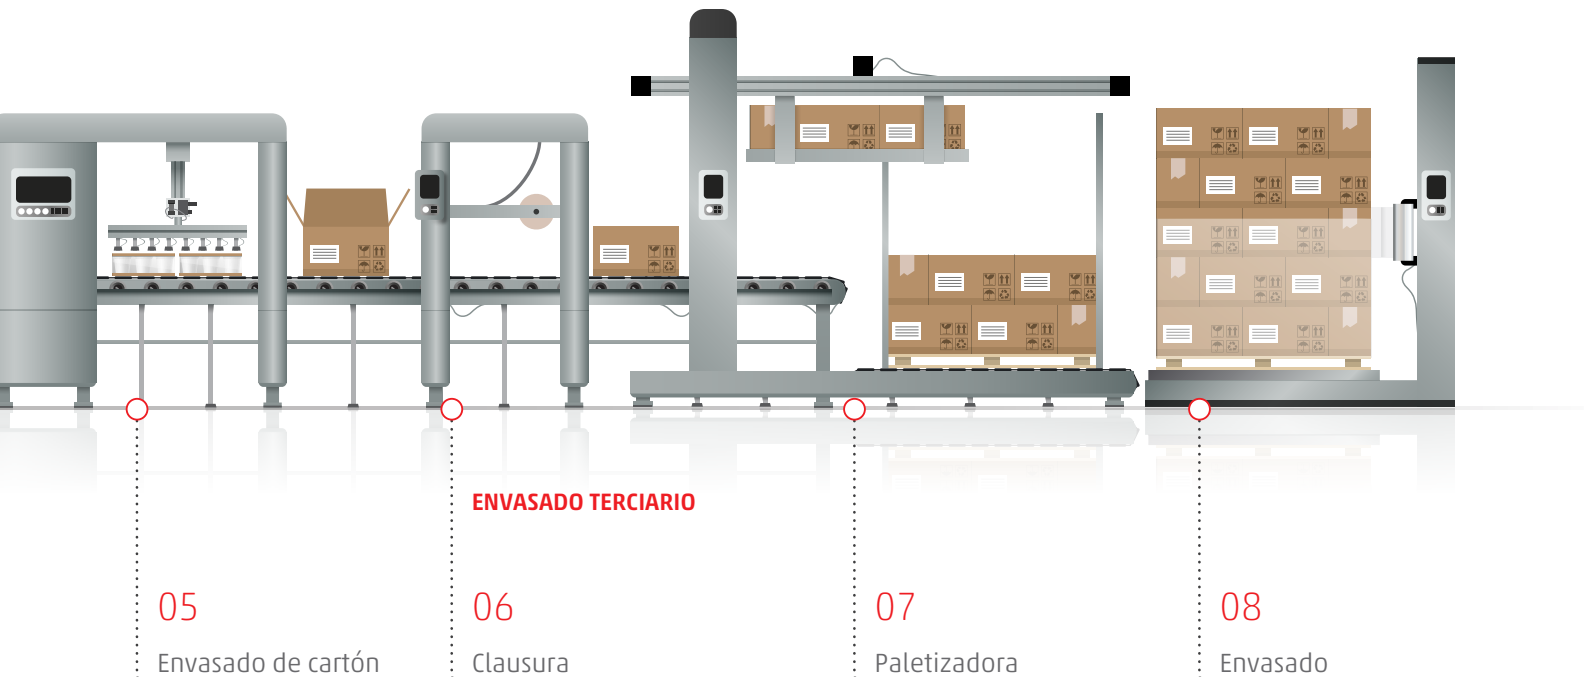 ENVASADO TERCIARIO
05
Envasado de cartón
06
Clausura
07
Paletizadora
08
Envasado